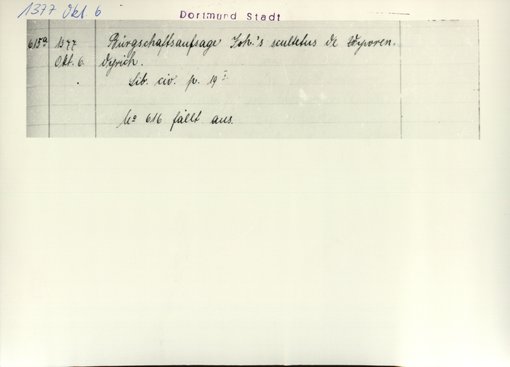 1377 Okt 6
Dortmund Stadt
615a 1377 Bürgschaftsaufsage Joh.'s scultetus de
Okt. 6. dyrich.
Lib. civ. p. 19
No 616 fällt aus.